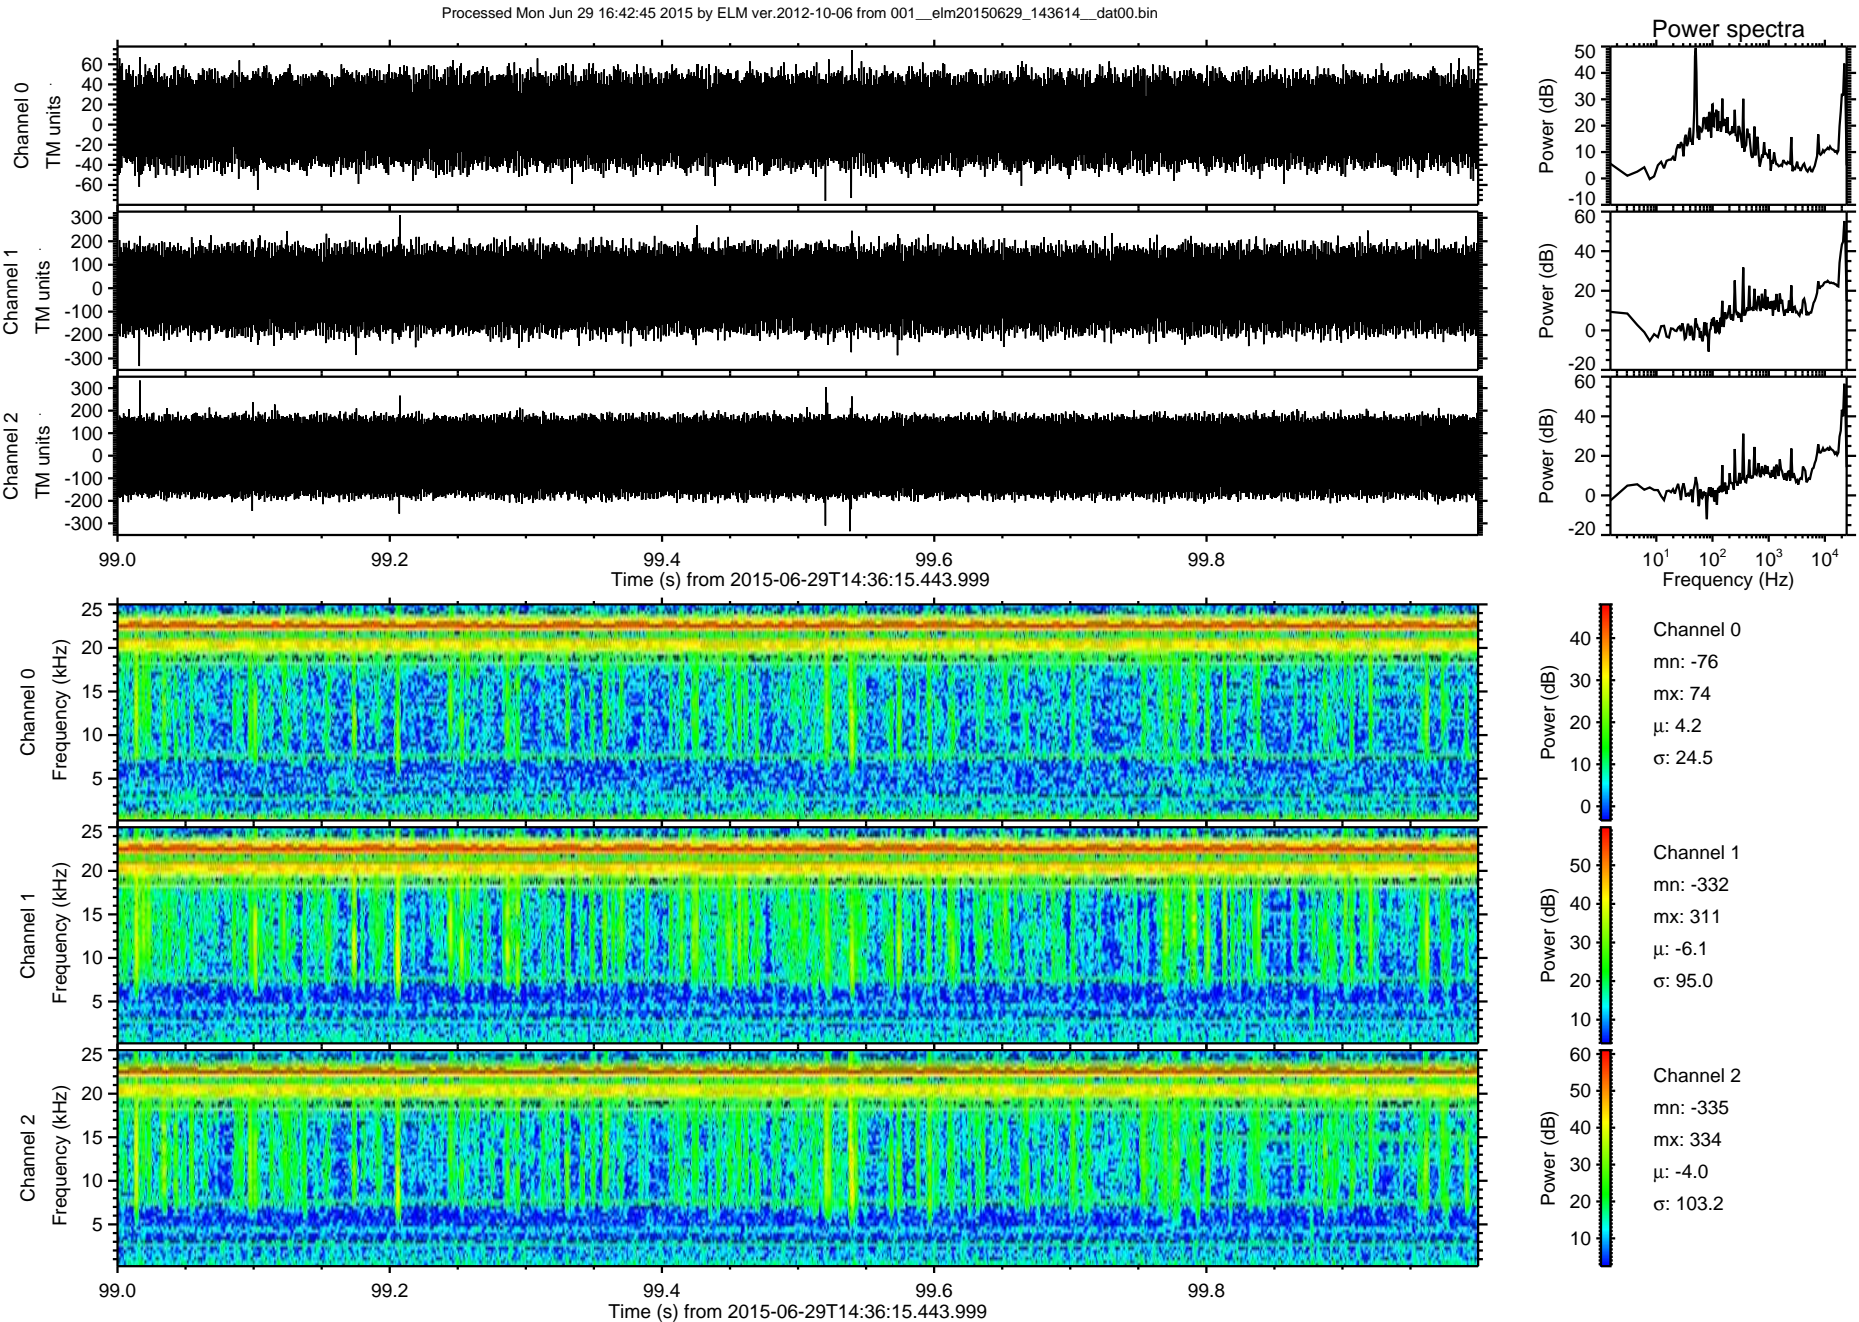 Processed Mon Jun 29 16:42:45 2015 by ELM ver.2012-10-06 from 001__elm20150629_143614__dat00.bin
Power spectra
Channel 0
TM units
60
40
20
0
-20
-40
-60
Power (dB)
50
40
30
20
10
0
-10
Channel 1
TM units
300
200
100
0
-100
-200
-300
Power (dB)
60
40
20
0
-20
Channel 2
TM units
300
200
100
0
-100
-200
-300
Power (dB)
60
40
20
0
-20
99.0 99.2 99.4 99.6 99.8
Time (s) from 2015-06-29T14:36:15.443.999
10¹ 10² 10³ 10⁴
Frequency (Hz)
Channel 0
Frequency (kHz)
25
20
15
10
5
Power (dB)
40
30
20
10
0
Channel 0
mn: -76
mx: 74
μ: 4.2
σ: 24.5
Channel 1
Frequency (kHz)
25
20
15
10
5
Power (dB)
50
40
30
20
10
Channel 1
mn: -332
mx: 311
μ: -6.1
σ: 95.0
Channel 2
Frequency (kHz)
25
20
15
10
5
Power (dB)
60
50
40
30
20
10
Channel 2
mn: -335
mx: 334
μ: -4.0
σ: 103.2
99.0 99.2 99.4 99.6 99.8
Time (s) from 2015-06-29T14:36:15.443.999